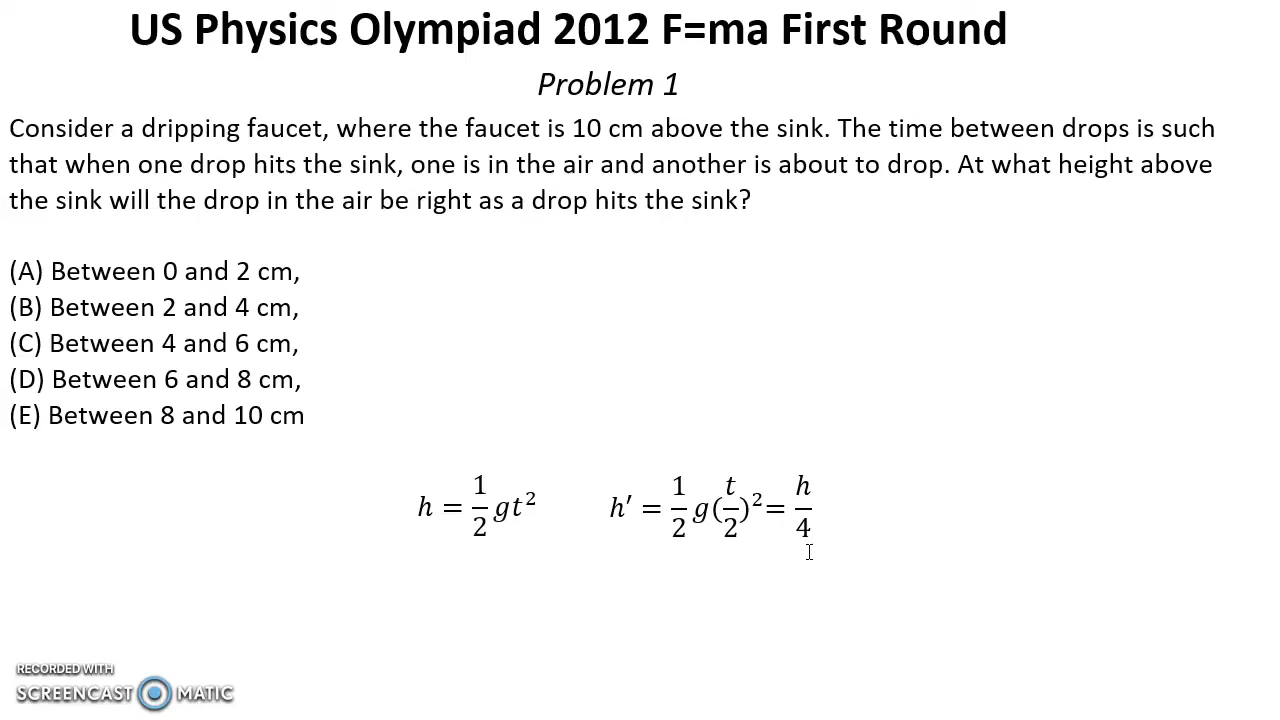 US Physics Olympiad 2012 F=ma First Round
Problem 1
Consider a dripping faucet, where the faucet is 10 cm above the sink. The time between drops is such
that when one drop hits the sink, one is in the air and another is about to drop. At what height above
the sink will the drop in the air be right as a drop hits the sink?
(A) Between 0 and 2 cm,
(B) Between 2 and 4 cm,
(C) Between 4 and 6 cm,
(D) Between 6 and 8 cm,
(E) Between 8 and 10 cm
h = 1/2 gt² h′ = 1/2 g(t/2)² = h/4
RECORDED WITH
SCREENCAST MATIC